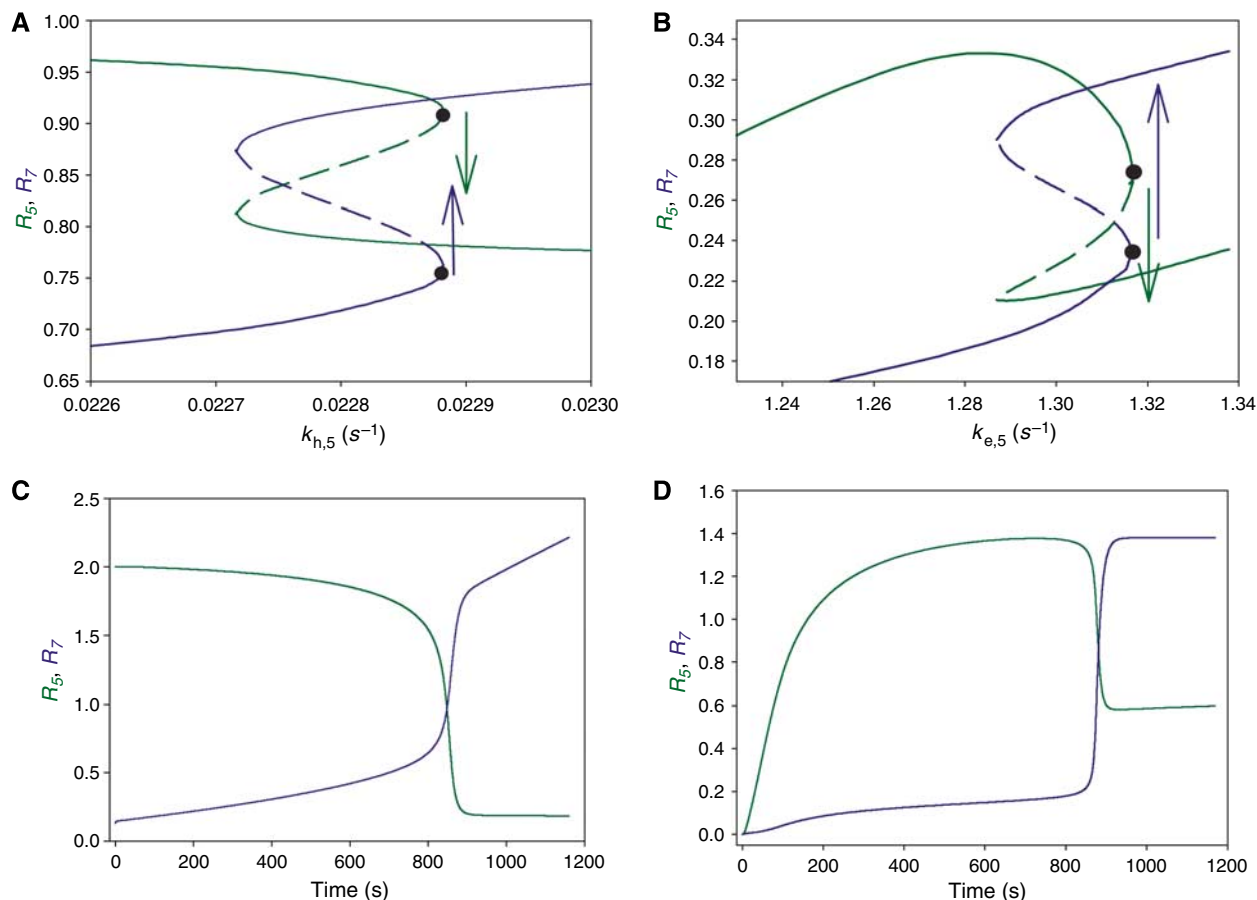 A
1.00
0.95
0.90
0.85
0.80
0.75
0.70
0.65
R5, R7
0.0226 0.0227 0.0228 0.0229 0.0230
kh,5 (s−1)
B
0.34
0.32
0.30
0.28
0.26
0.24
0.22
0.20
0.18
R5, R7
1.24 1.26 1.28 1.30 1.32 1.34
ke,5 (s−1)
C
2.5
2.0
1.5
1.0
0.5
0.0
R5, R7
0 200 400 600 800 1000 1200
Time (s)
D
1.6
1.4
1.2
1.0
0.8
0.6
0.4
0.2
0.0
R5, R7
0 200 400 600 800 1000 1200
Time (s)